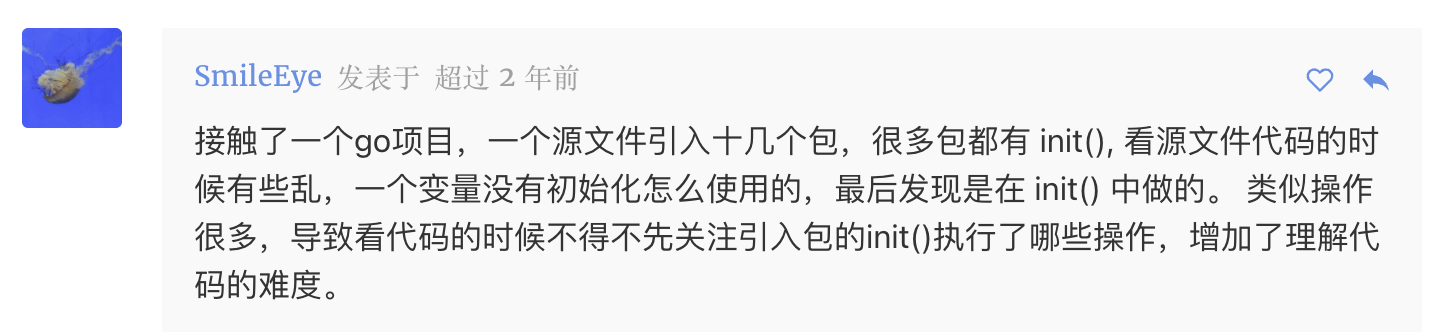 SmileEye 发表于 超过 2 年前
接触了一个go项目，一个源文件引入十几个包，很多包都有 init(), 看源文件代码的时
候有些乱，一个变量没有初始化怎么使用的，最后发现是在 init() 中做的。 类似操作
很多，导致看代码的时候不得不先关注引入包的init()执行了哪些操作，增加了理解代
码的难度。